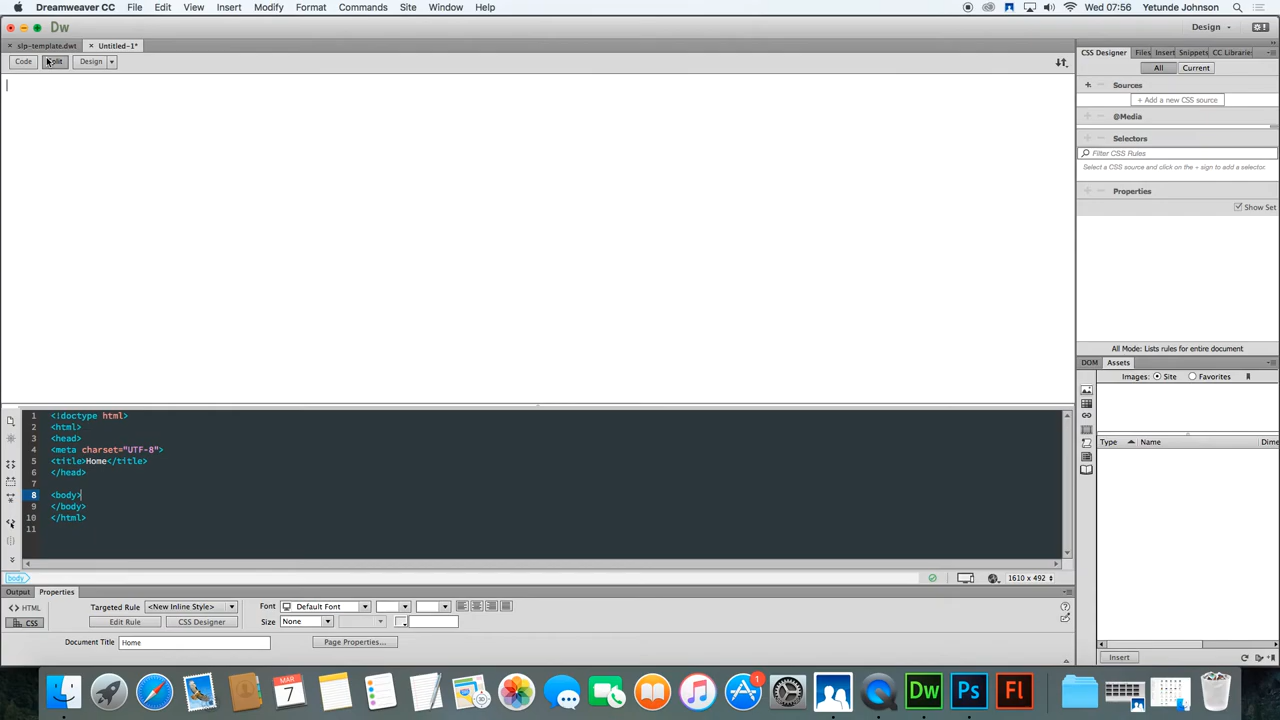 Dreamweaver CC File Edit View Insert Modify Format Commands Site Window Help Wed 07:56 Yetunde Johnson
Dw Design
slp-template.dwt Untitled-1*
Code Design
CSS Designer Files Insert Snippets CC Librarie
All Current
Sources
+ Add a new CSS source
@Media
Selectors
Filter CSS Rules
Select a CSS source and click on the + sign to add a selector.
Properties
Show Set
All Mode: Lists rules for entire document
DOM Assets
Images: Site Favorites
Type Name Dime
Insert
1 <!doctype html>
2 <html>
3 <head>
4 <meta charset="UTF-8">
5 <title>Home</title>
6 </head>
7
8 <body>
9 </body>
10 </html>
11
body 1610 x 492
Output Properties
<> HTML Targeted Rule <New Inline Style> Font Default Font
CSS Edit Rule CSS Designer Size None
Document Title Home Page Properties...
MAR
7
1
Dw Ps Fl